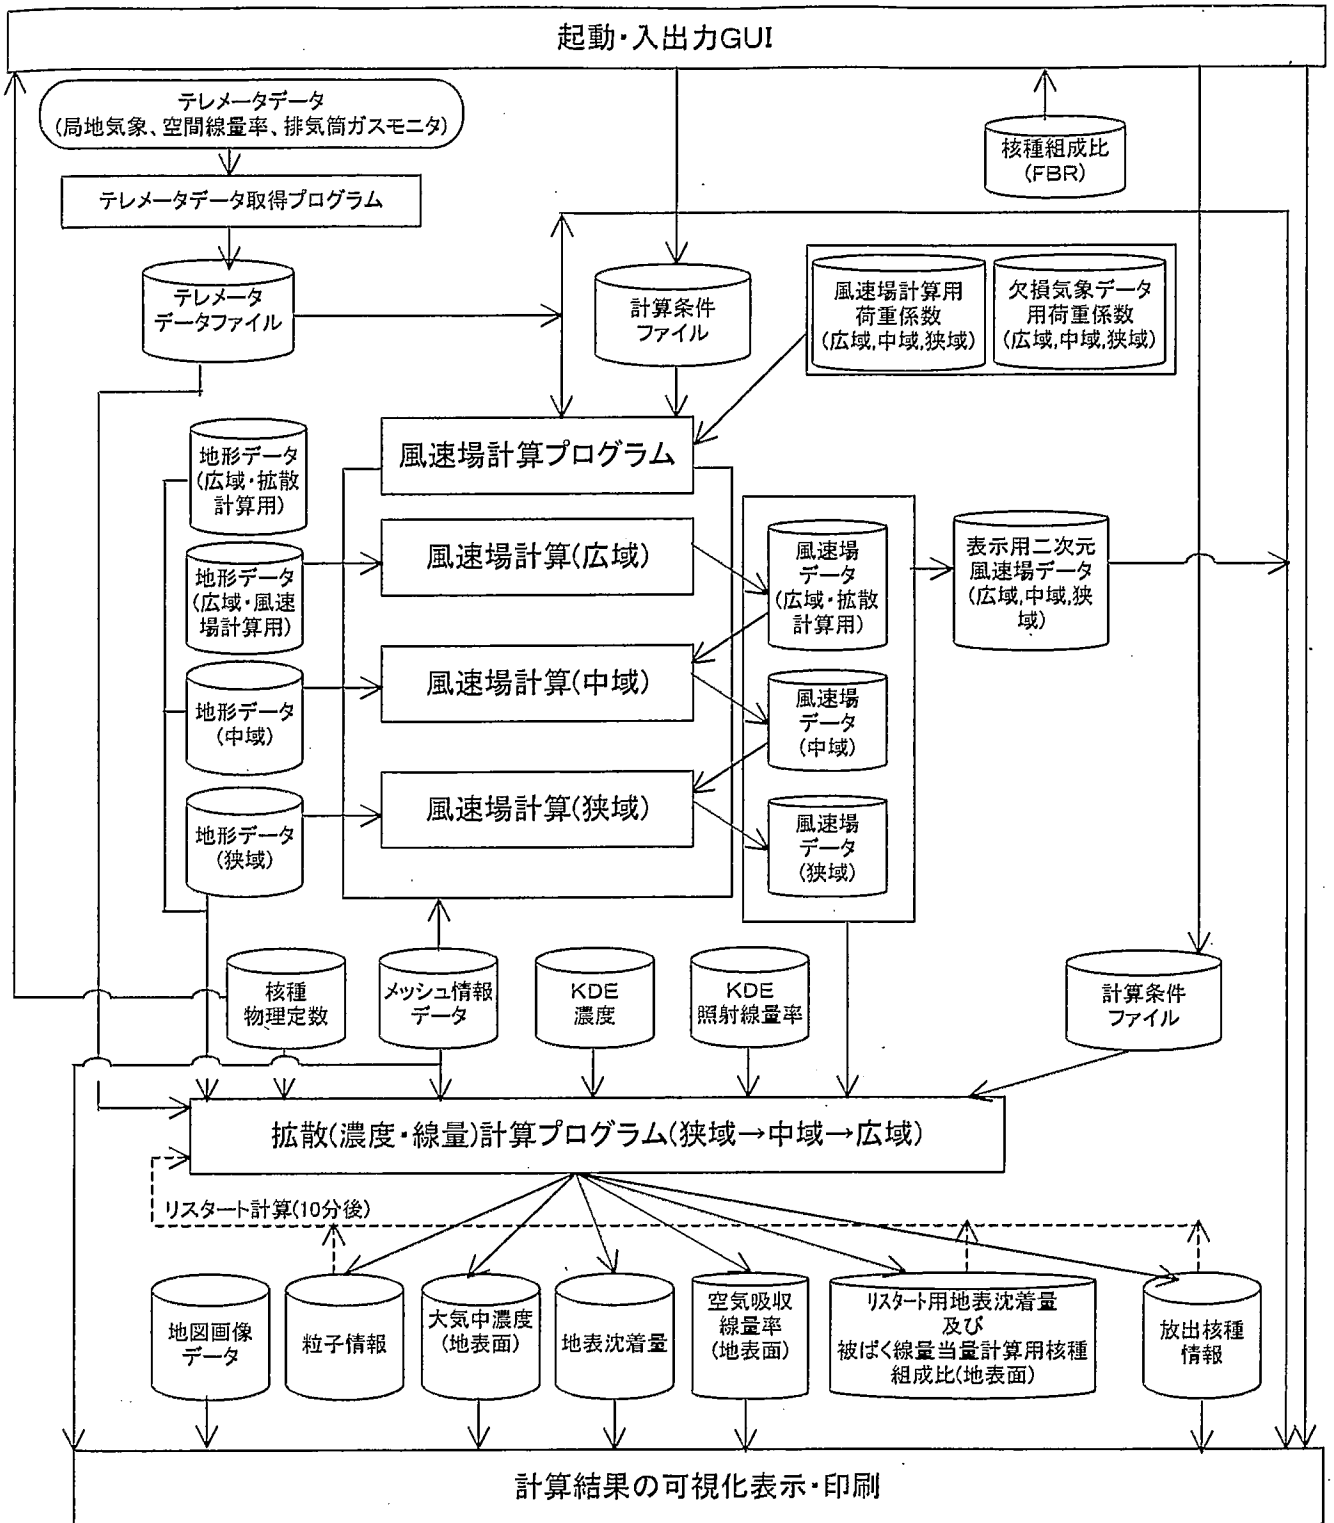 起動・入出力GUI
テレメータデータ
(局地気象、空間線量率、排気筒ガスモニタ)
核種組成比
(FBR)
テレメータデータ取得プログラム
テレメータ
データファイル
計算条件
ファイル
風速場計算用
荷重係数
(広域,中域,狭域)
欠損気象データ
用荷重係数
(広域,中域,狭域)
風速場計算プログラム
地形データ
(広域・拡散
計算用)
風速場計算(広域)
地形データ
(広域・風速
場計算用)
風速場
データ
(広域・拡散
計算用)
表示用二次元
風速場データ
(広域,中域,狭
域)
風速場計算(中域)
地形データ
(中域)
風速場
データ
(中域)
風速場計算(狭域)
地形データ
(狭域)
風速場
データ
(狭域)
核種
物理定数
メッシュ情報
データ
KDE
濃度
KDE
照射線量率
計算条件
ファイル
拡散(濃度・線量)計算プログラム(狭域→中域→広域)
リスタート計算(10分後)
地図画像
データ
粒子情報
大気中濃度
(地表面)
地表沈着量
空気吸収
線量率
(地表面)
リスタート用地表沈着量
及び
被ばく線量当量計算用核種
組成比(地表面)
放出核種
情報
計算結果の可視化表示・印刷